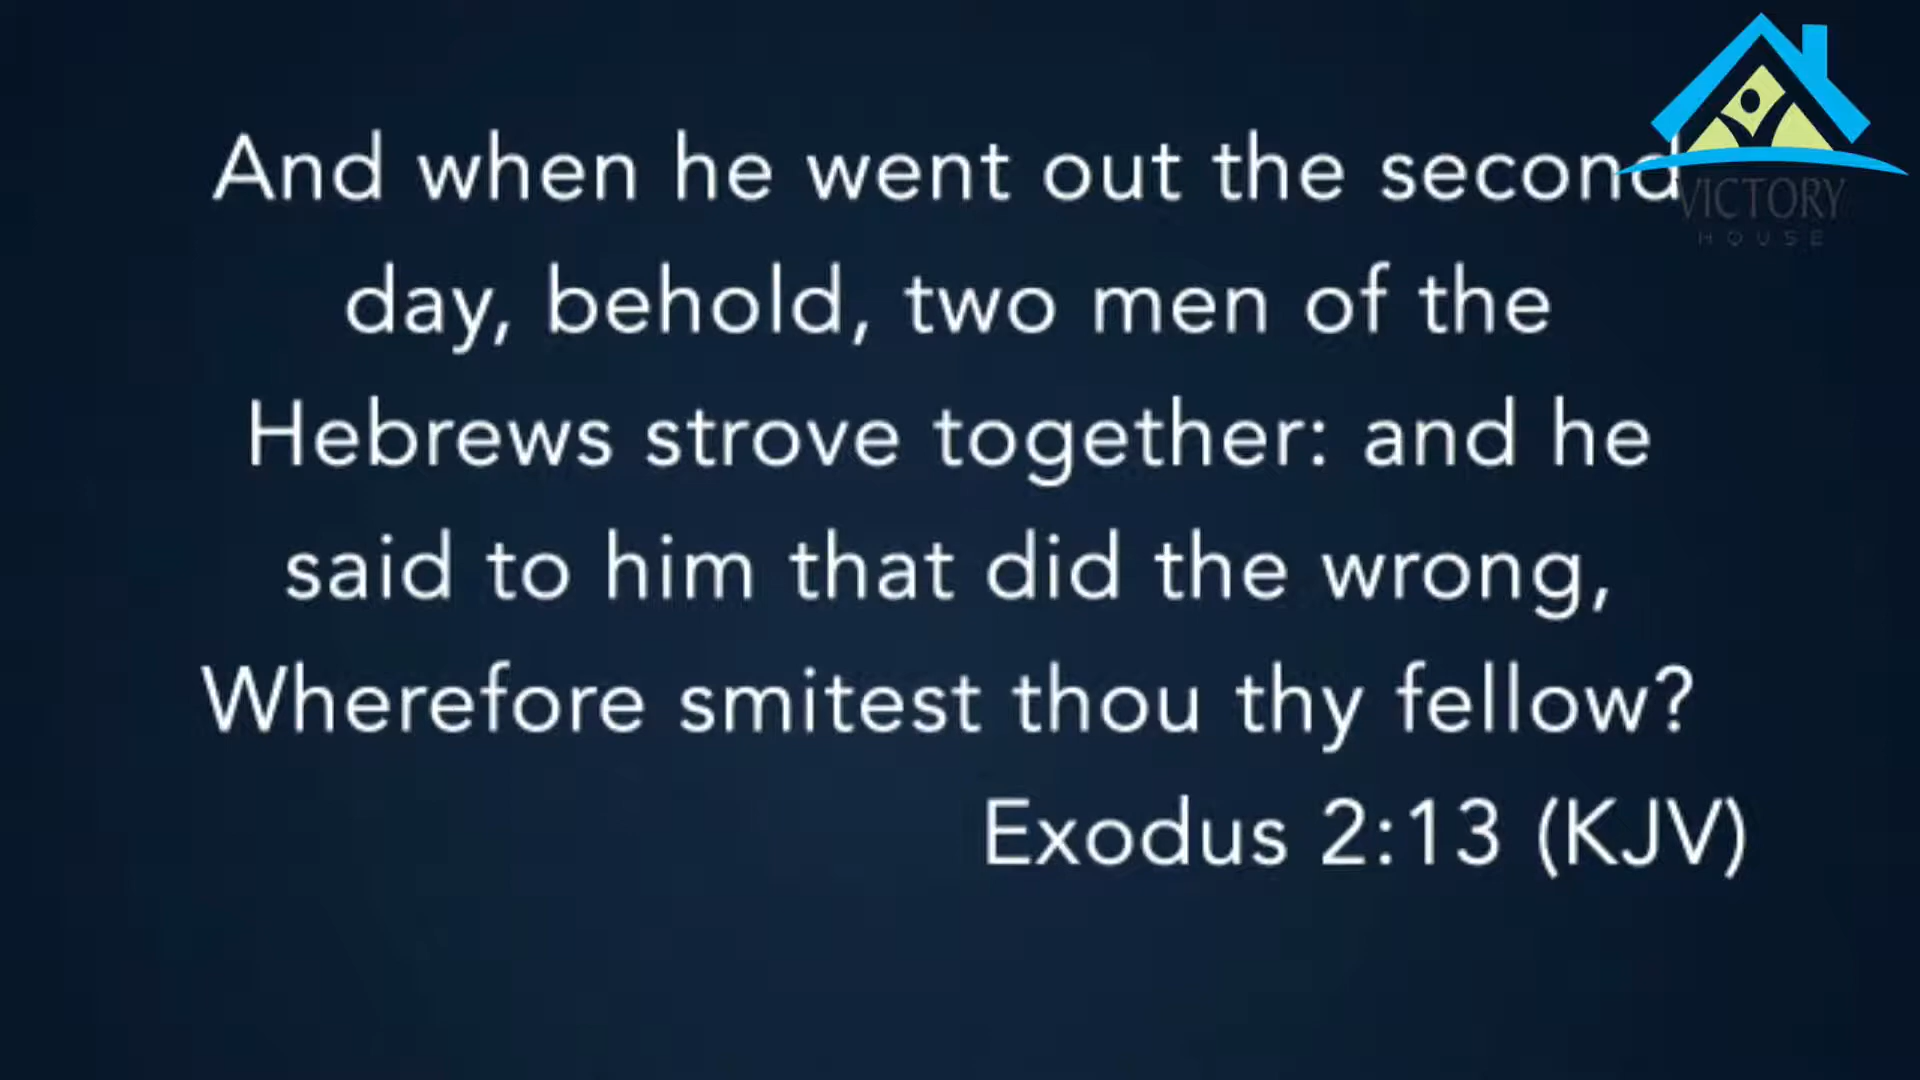 And when he went out the second
day, behold, two men of the
Hebrews strove together: and he
said to him that did the wrong,
Wherefore smitest thou thy fellow?
Exodus 2:13 (KJV)
VICTORY
HOUSE